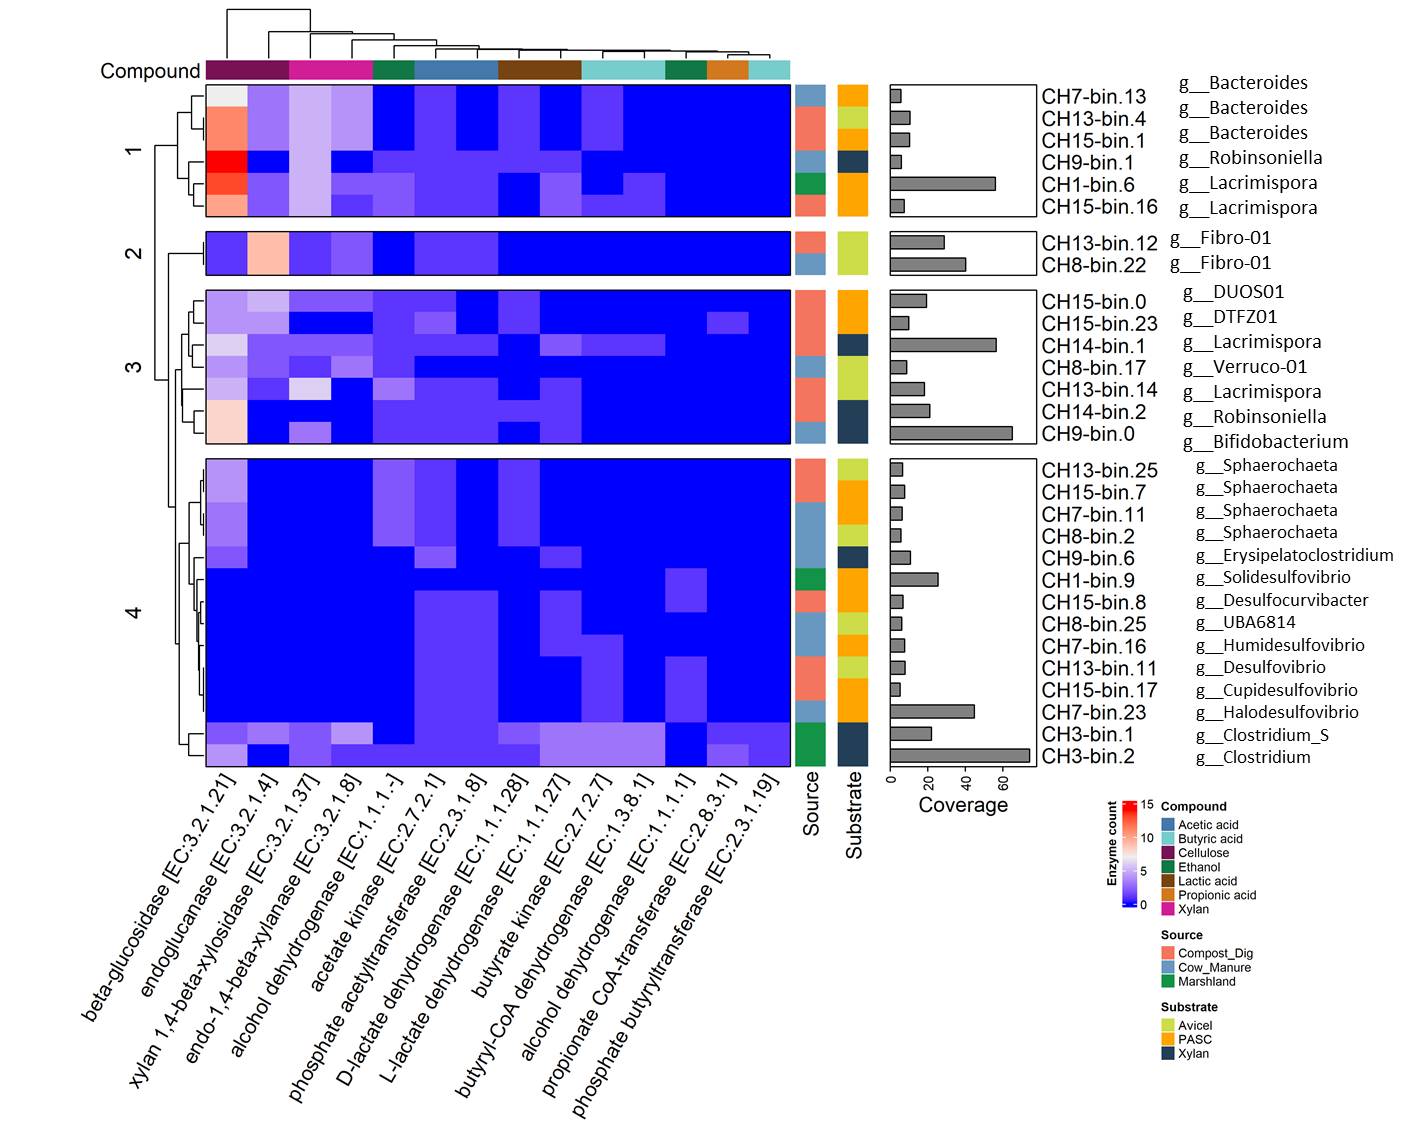 Compound
1
CH7-bin.13 g__Bacteroides
CH13-bin.4 g__Bacteroides
CH15-bin.1 g__Bacteroides
CH9-bin.1 g__Robinsoniella
CH1-bin.6 g__Lacrimispora
CH15-bin.16 g__Lacrimispora
2
CH13-bin.12 g__Fibro-01
CH8-bin.22 g__Fibro-01
3
CH15-bin.0 g__DUOS01
CH15-bin.23 g__DTFZ01
CH14-bin.1 g__Lacrimispora
CH8-bin.17 g__Verruco-01
CH13-bin.14 g__Lacrimispora
CH14-bin.2 g__Robinsoniella
CH9-bin.0 g__Bifidobacterium
4
CH13-bin.25 g__Sphaerochaeta
CH15-bin.7 g__Sphaerochaeta
CH7-bin.11 g__Sphaerochaeta
CH8-bin.2 g__Sphaerochaeta
CH9-bin.6 g__Erysipelatoclostridium
CH1-bin.9 g__Solidesulfovibrio
CH15-bin.8 g__Desulfocurvibacter
CH8-bin.25 g__UBA6814
CH7-bin.16 g__Humidesulfovibrio
CH13-bin.11 g__Desulfovibrio
CH15-bin.17 g__Cupidesulfovibrio
CH7-bin.23 g__Halodesulfovibrio
CH3-bin.1 g__Clostridium_S
CH3-bin.2 g__Clostridium
beta-glucosidase [EC:3.2.1.21]
endoglucanase [EC:3.2.1.4]
xylan 1,4-beta-xylosidase [EC:3.2.1.37]
endo-1,4-beta-xylanase [EC:3.2.1.8]
alcohol dehydrogenase [EC:1.1.1.-]
acetate kinase [EC:2.7.2.1]
phosphate acetyltransferase [EC:2.3.1.8]
D-lactate dehydrogenase [EC:1.1.1.28]
L-lactate dehydrogenase [EC:1.1.1.27]
butyrate kinase [EC:2.7.2.7]
butyryl-CoA dehydrogenase [EC:1.3.8.1]
alcohol dehydrogenase [EC:1.1.1.1]
propionate CoA-transferase [EC:2.8.3.1]
phosphate butyryltransferase [EC:2.3.1.19]
Source
Substrate
0 20 40 60
Coverage
Enzyme count
15
10
5
0
Compound
Acetic acid
Butyric acid
Cellulose
Ethanol
Lactic acid
Propionic acid
Xylan
Source
Compost_Dig
Cow_Manure
Marshland
Substrate
Avicel
PASC
Xylan